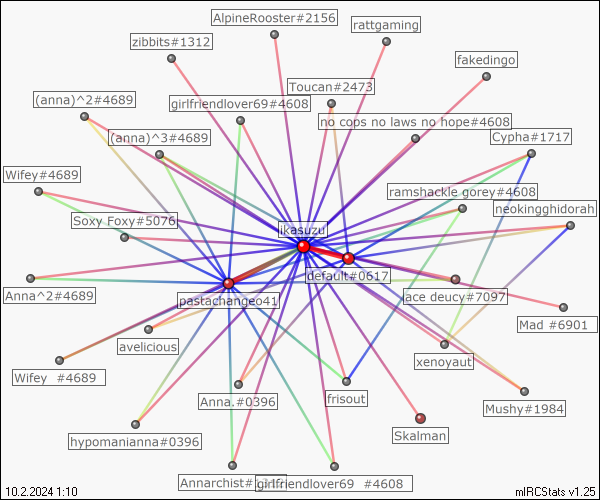 AlpineRooster#2156
rattgaming
zibbits#1312
fakedingo
Toucan#2473
(anna)^2#4689
girlfriendlover69#4608
no cops no laws no hope#4608
(anna)^3#4689
Cypha#1717
Wifey#4689
ramshackle gorey#4608
neokingghidorah
Soxy Foxy#5076
ikasuzu
default#0617
Anna^2#4689
pastachangeo41
ace deucy#7097
Mad #6901
avelicious
xenoyaut
Wifey #4689
Anna.#0396
frisout
Mushy#1984
hypomanianna#0396
Skalman
Annarchist#
girlfriendlover69 #4608
10.2.2024 1:10
mIRCStats v1.25